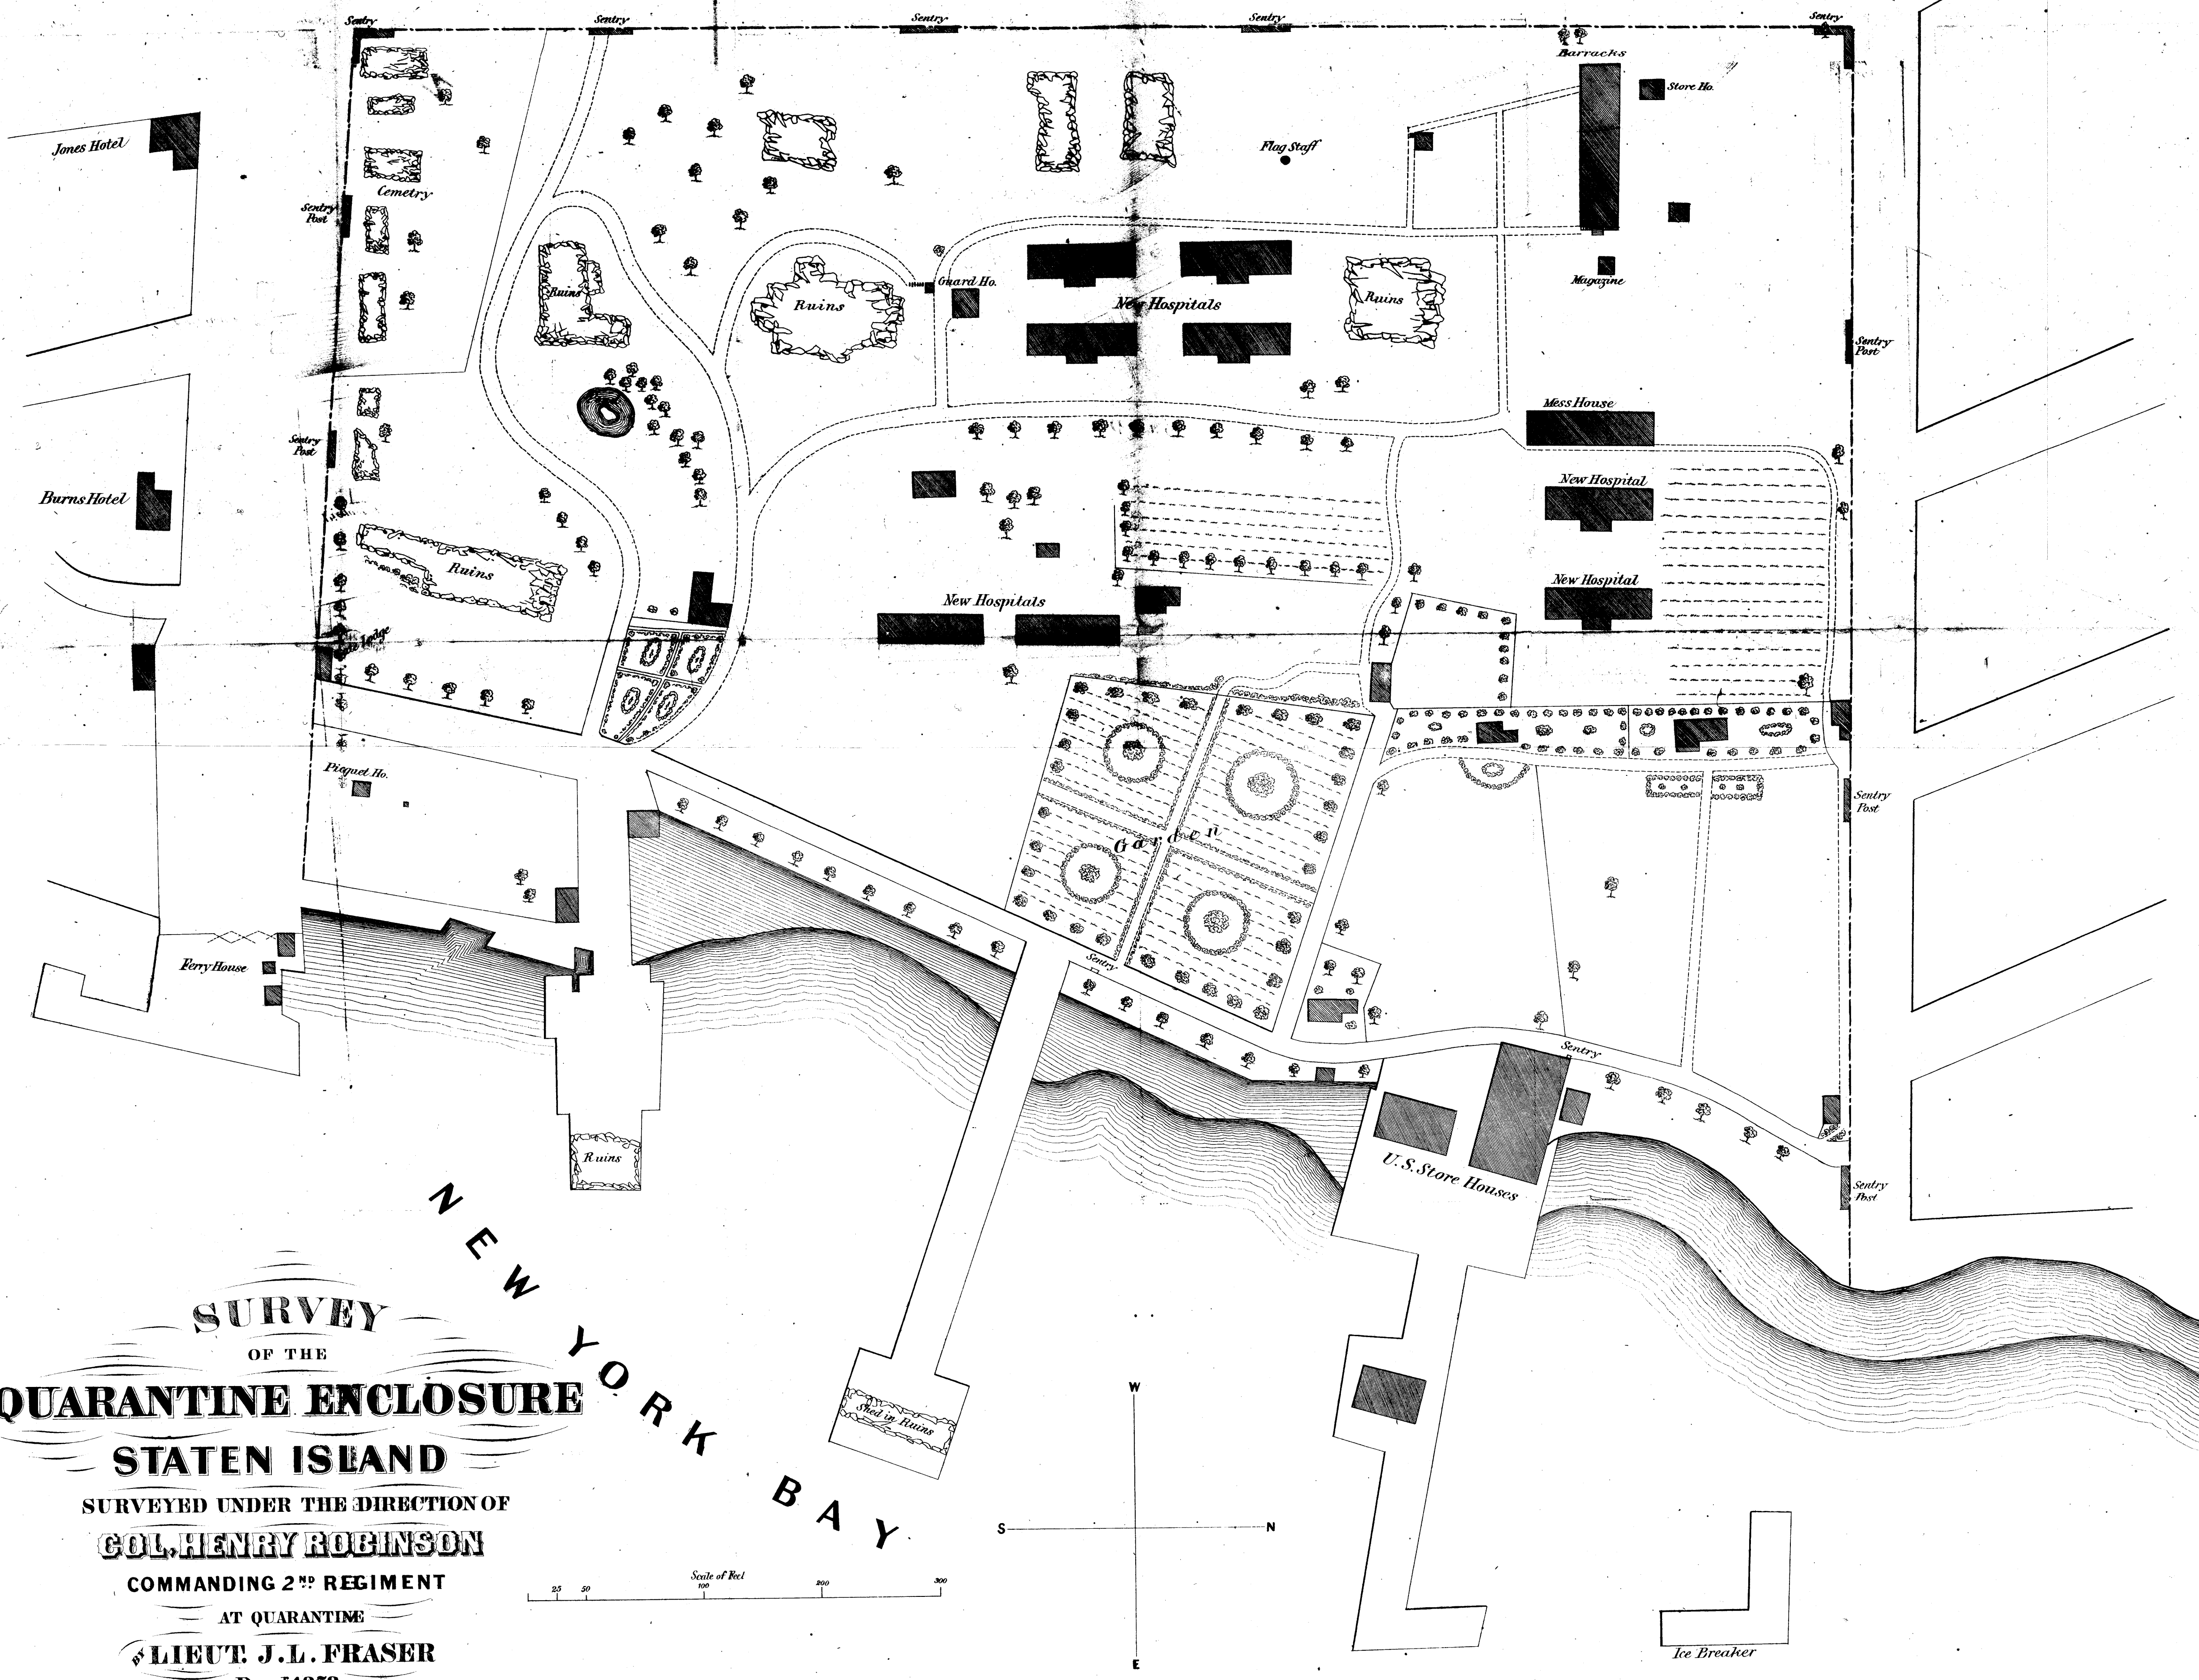 Sentry
Sentry
Sentry
Sentry
Sentry
Barracks
Store Ho.
Jones Hotel
Flag Staff
Cemetry
Sentry
Post
Guard Ho.
Magazine
Ruins
Ruins
New Hospitals
Ruins
Sentry
Post
Mess House
Sentry
Post
Burns Hotel
New Hospital
Ruins
New Hospital
New Hospitals
Lodge
Picquet Ho.
Sentry
Post
Garden
Ferry House
Sentry
Sentry
Ruins
U.S. Store Houses
Sentry
Post
NEW YORK BAY
Shed in Ruins
SURVEY
OF THE
QUARANTINE ENCLOSURE
STATEN ISLAND
SURVEYED UNDER THE DIRECTION OF
COL. HENRY ROBINSON
COMMANDING 2ND REGIMENT
AT QUARANTINE
BY LIEUT. J. L. FRASER
W
S N
E
Scale of Feet
25 50 100 200 300
Ice Breaker